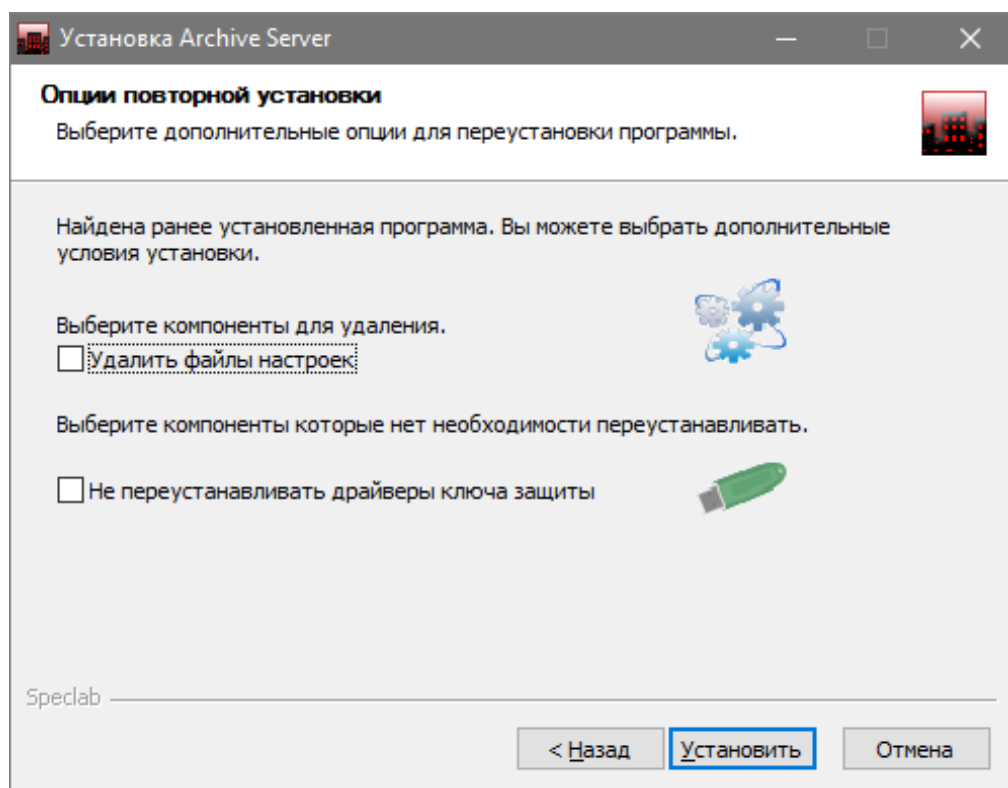 Установка Archive Server
Опции повторной установки
Выберите дополнительные опции для переустановки программы.
Найдена ранее установленная программа. Вы можете выбрать дополнительные
условия установки.
Выберите компоненты для удаления.
Удалить файлы настроек
Выберите компоненты которые нет необходимости переустанавливать.
Не переустанавливать драйверы ключа защиты
Speclab
< Назад
Установить
Отмена